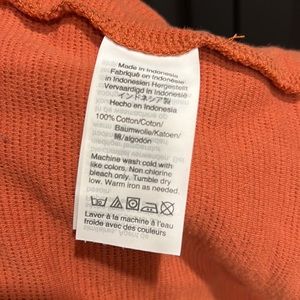 Made in Indonesia
Fabriqué en Indonésie
in Indonesien Hergestellt
Vervaardigd in Indonesië
インドネシア製
Hecho en Indonesia
100% Cotton/Coton/
Baumwolle/Katoen/
綿/algodón
Machine wash cold with
like colors. Non chlorine
bleach only. Tumble dry
low. Warm iron as needed.
Laver à la machine à l'eau
froide avec des couleurs